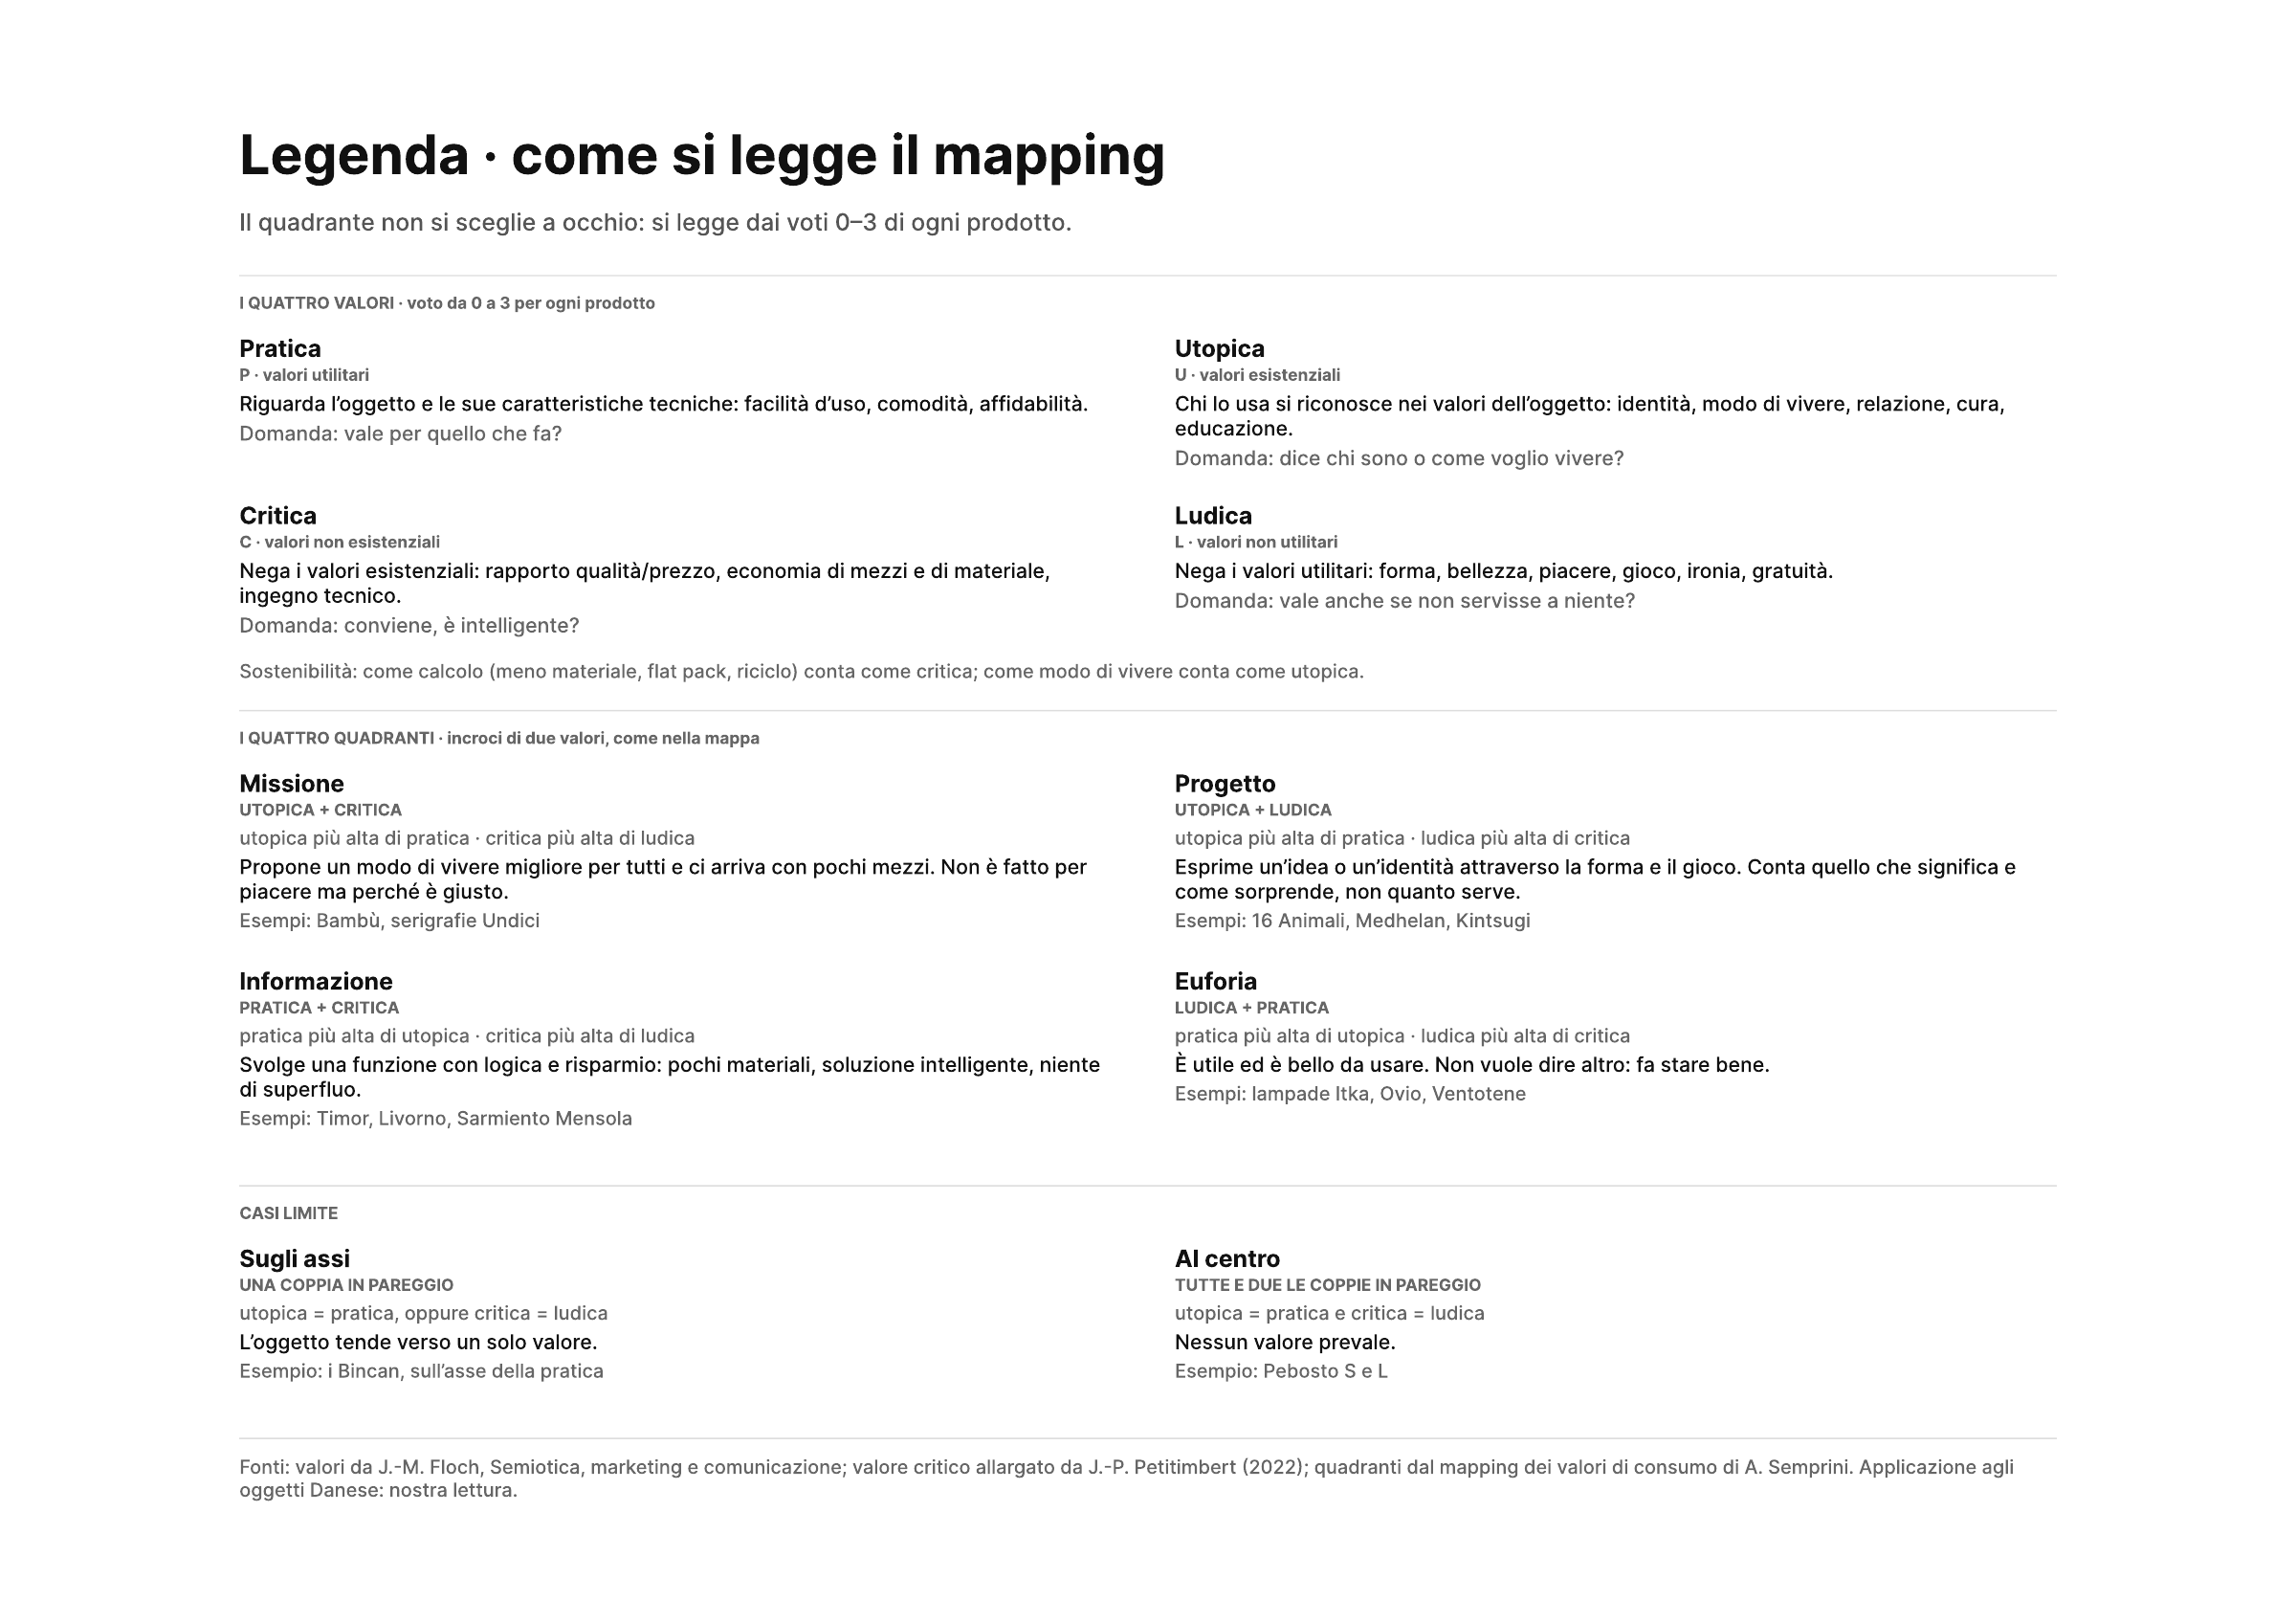 Legenda · come si legge il mapping
Il quadrante non si sceglie a occhio: si legge dai voti 0–3 di ogni prodotto.
I QUATTRO VALORI · voto da 0 a 3 per ogni prodotto
Pratica
P · valori utilitari
Riguarda l’oggetto e le sue caratteristiche tecniche: facilità d’uso, comodità, affidabilità.
Domanda: vale per quello che fa?
Utopica
U · valori esistenziali
Chi lo usa si riconosce nei valori dell’oggetto: identità, modo di vivere, relazione, cura,
educazione.
Domanda: dice chi sono o come voglio vivere?
Critica
C · valori non esistenziali
Nega i valori esistenziali: rapporto qualità/prezzo, economia di mezzi e di materiale,
ingegno tecnico.
Domanda: conviene, è intelligente?
Ludica
L · valori non utilitari
Nega i valori utilitari: forma, bellezza, piacere, gioco, ironia, gratuità.
Domanda: vale anche se non servisse a niente?
Sostenibilità: come calcolo (meno materiale, flat pack, riciclo) conta come critica; come modo di vivere conta come utopica.
I QUATTRO QUADRANTI · incroci di due valori, come nella mappa
Missione
UTOPICA + CRITICA
utopica più alta di pratica · critica più alta di ludica
Propone un modo di vivere migliore per tutti e ci arriva con pochi mezzi. Non è fatto per
piacere ma perché è giusto.
Esempi: Bambù, serigrafie Undici
Progetto
UTOPICA + LUDICA
utopica più alta di pratica · ludica più alta di critica
Esprime un’idea o un’identità attraverso la forma e il gioco. Conta quello che significa e
come sorprende, non quanto serve.
Esempi: 16 Animali, Medhelan, Kintsugi
Informazione
PRATICA + CRITICA
pratica più alta di utopica · critica più alta di ludica
Svolge una funzione con logica e risparmio: pochi materiali, soluzione intelligente, niente
di superfluo.
Esempi: Timor, Livorno, Sarmiento Mensola
Euforia
LUDICA + PRATICA
pratica più alta di utopica · ludica più alta di critica
È utile ed è bello da usare. Non vuole dire altro: fa stare bene.
Esempi: lampade Itka, Ovio, Ventotene
CASI LIMITE
Sugli assi
UNA COPPIA IN PAREGGIO
utopica = pratica, oppure critica = ludica
L’oggetto tende verso un solo valore.
Esempio: i Bincan, sull’asse della pratica
Al centro
TUTTE E DUE LE COPPIE IN PAREGGIO
utopica = pratica e critica = ludica
Nessun valore prevale.
Esempio: Pebosto S e L
Fonti: valori da J.-M. Floch, Semiotica, marketing e comunicazione; valore critico allargato da J.-P. Petitimbert (2022); quadranti dal mapping dei valori di consumo di A. Semprini. Applicazione agli
oggetti Danese: nostra lettura.